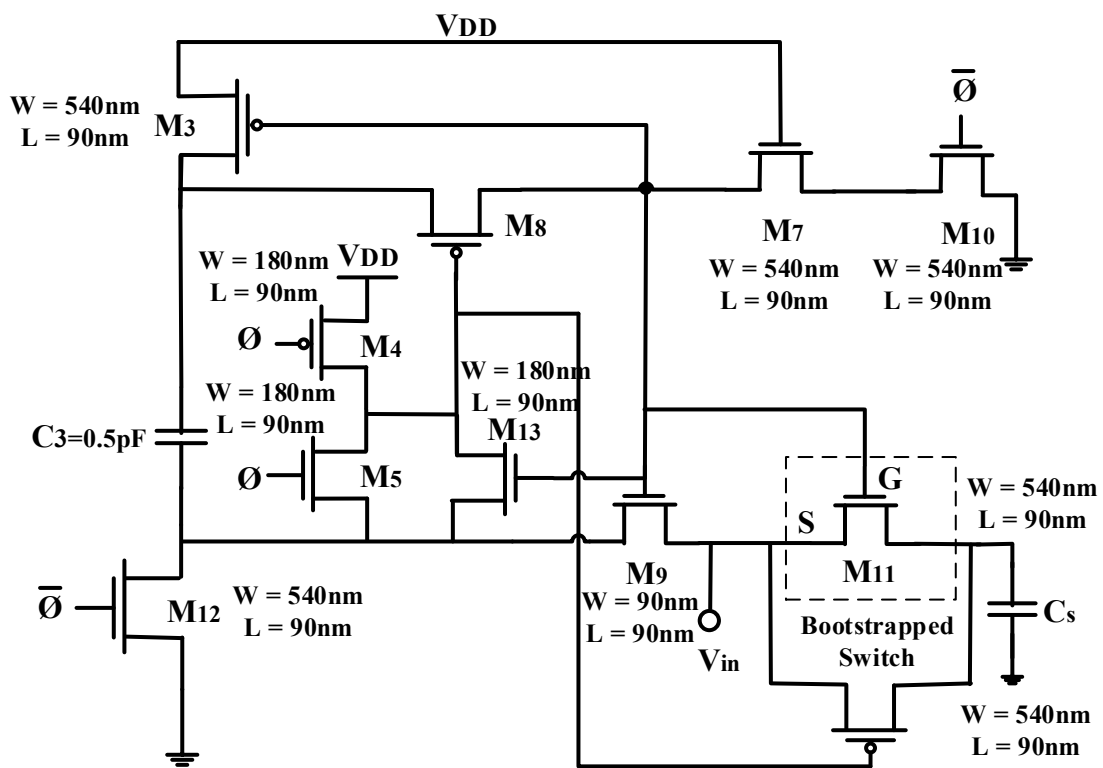 VDD
W = 540nm
L = 90nm
M3
Ø̅
M8
M7
W = 540nm
L = 90nm
M10
W = 540nm
L = 90nm
W = 180nm
L = 90nm
VDD
Ø
M4
W = 180nm
L = 90nm
W = 180nm
L = 90nm
M13
C3=0.5pF
Ø
M5
G
S
W = 540nm
L = 90nm
M11
M9
W = 90nm
L = 90nm
Ø̅
M12
W = 540nm
L = 90nm
Bootstrapped
Switch
Cs
Vin
W = 540nm
L = 90nm